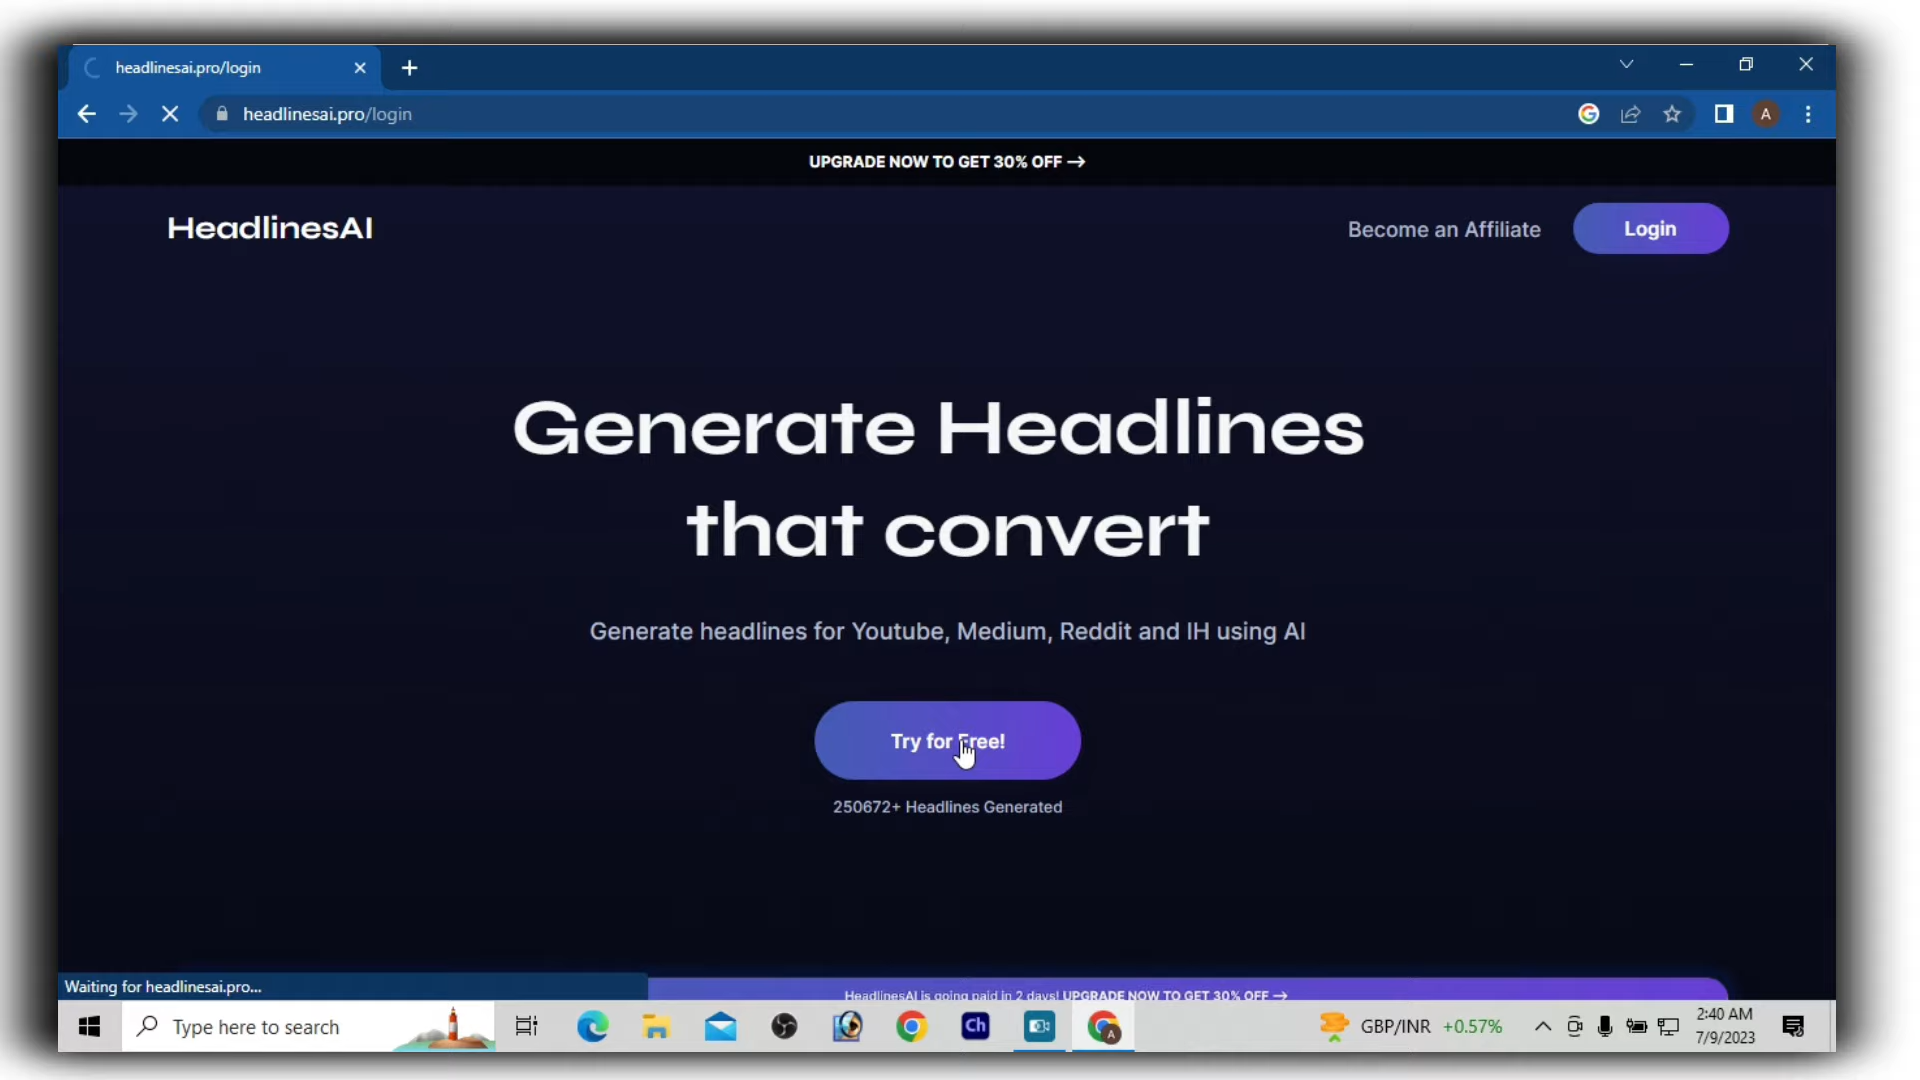 headlinesai.pro/login
headlinesai.pro/login
A
UPGRADE NOW TO GET 30% OFF →
HeadlinesAI
Become an Affiliate
Login
Generate Headlines
that convert
Generate headlines for Youtube, Medium, Reddit and IH using AI
Try for Free!
250672+ Headlines Generated
Waiting for headlinesai.pro...
HeadlinesAI is going paid in 2 days! UPGRADE NOW TO GET 30% OFF →
Type here to search
Ch
A
GBP/INR +0.57%
2:40 AM
7/9/2023